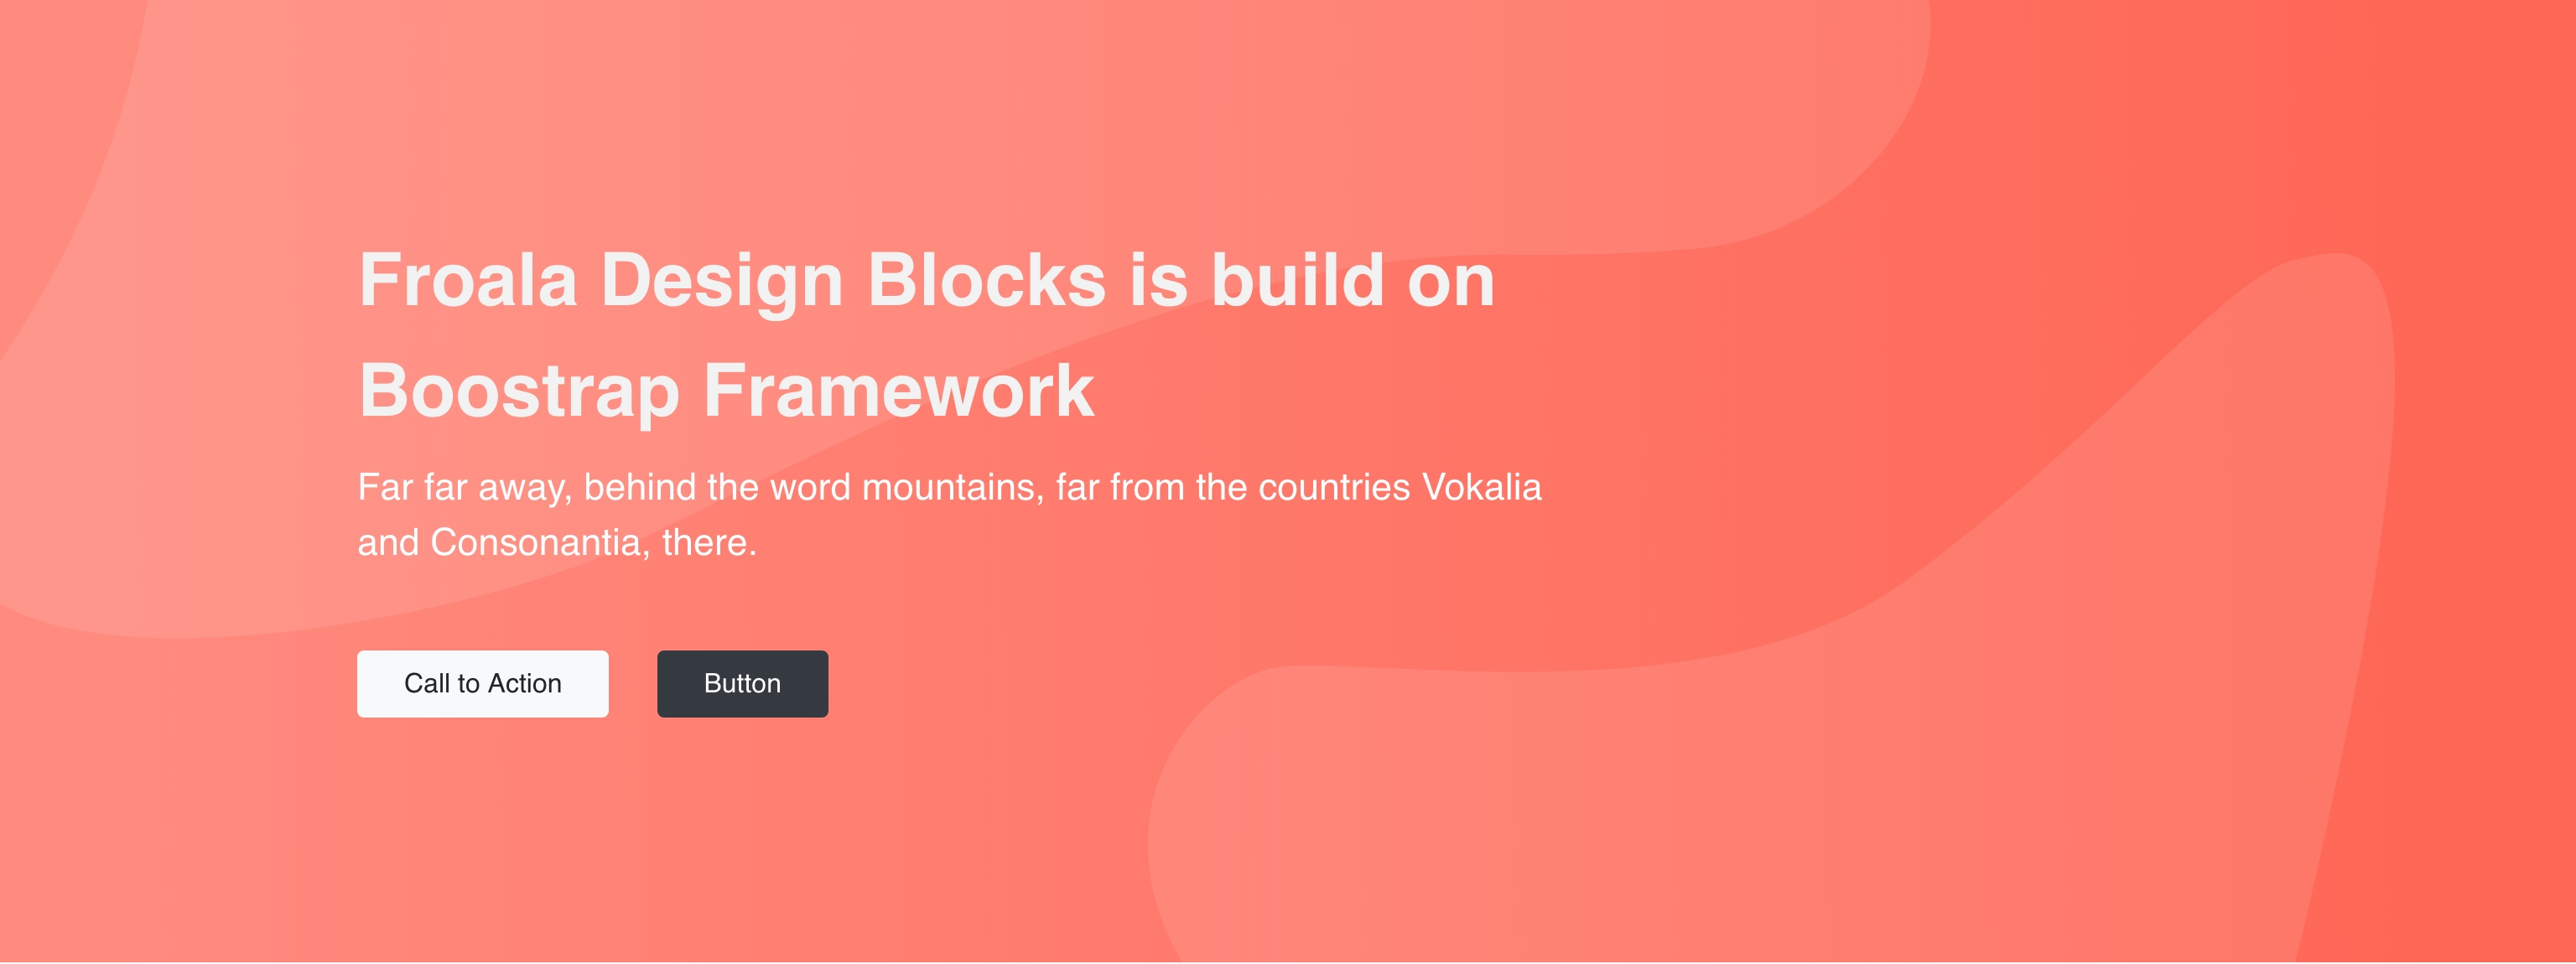 Froala Design Blocks is build on
Boostrap Framework
Far far away, behind the word mountains, far from the countries Vokalia
and Consonantia, there.
Call to Action
Button